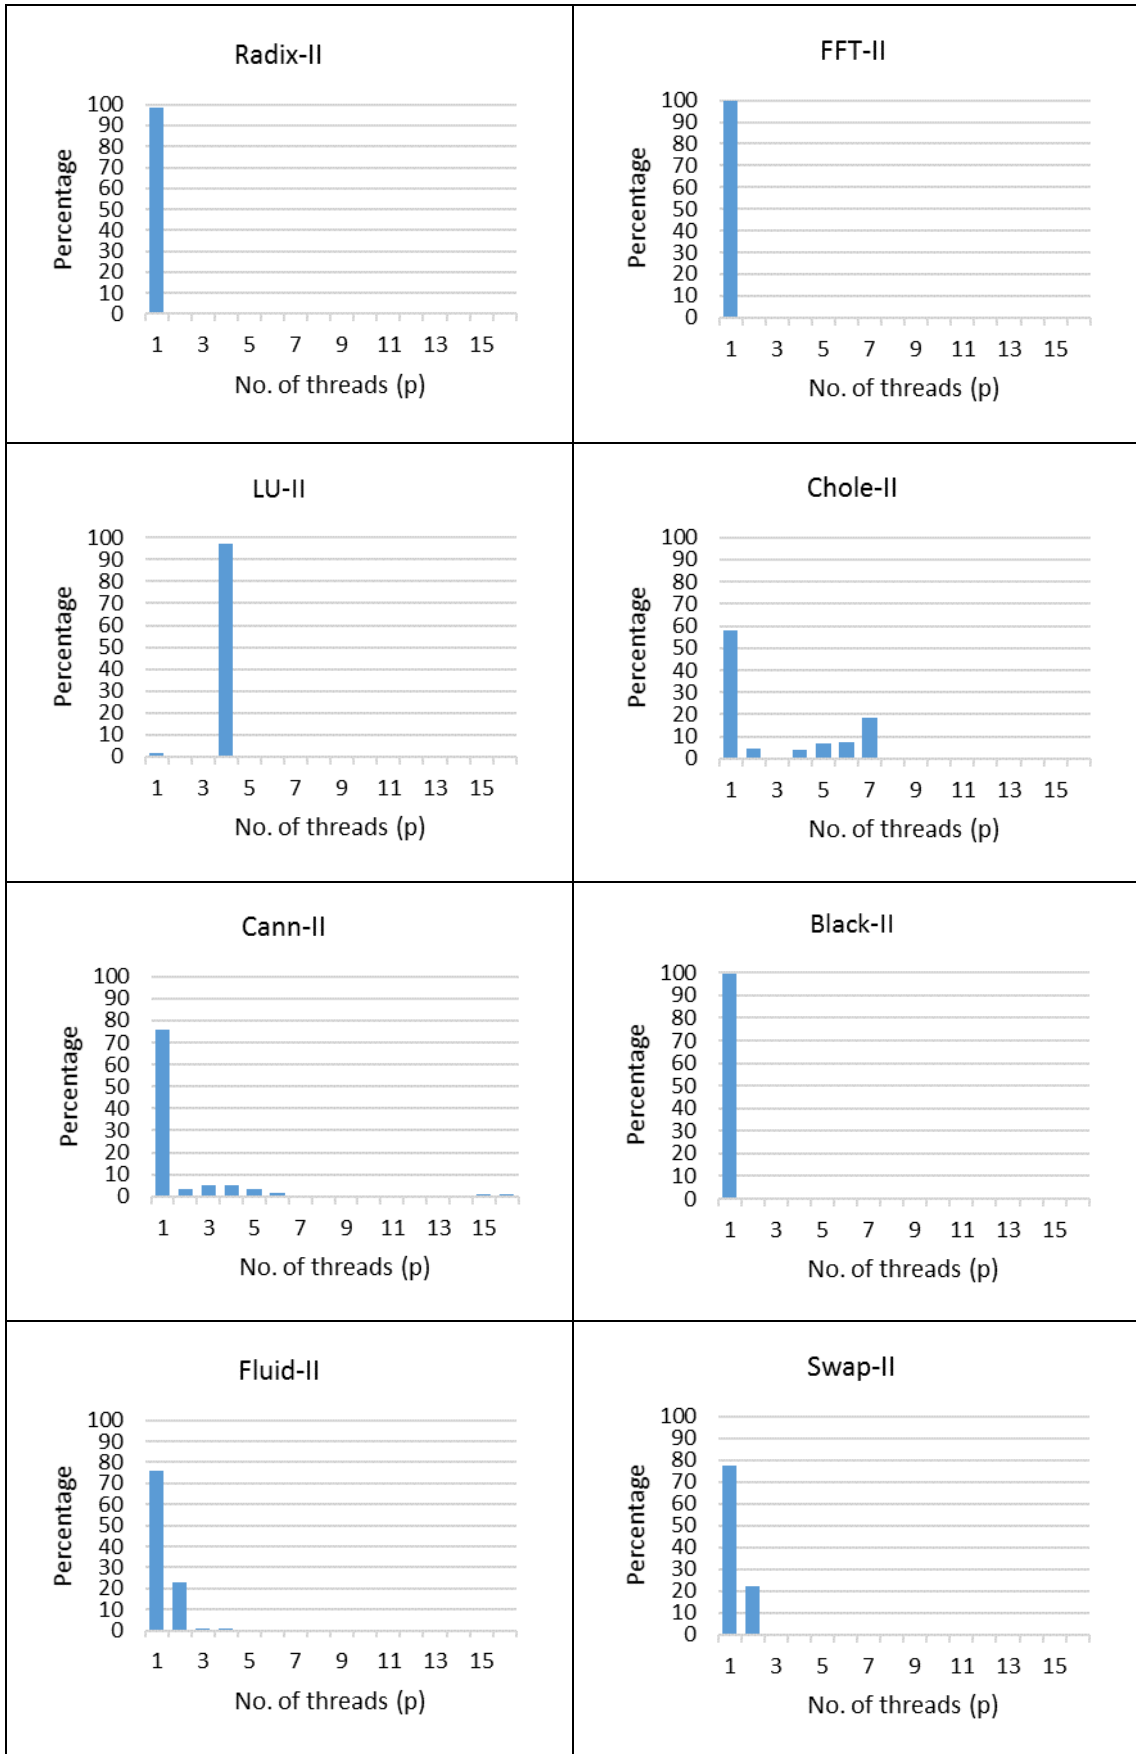 Radix-II
Percentage
100
90
80
70
60
50
40
30
20
10
0
1 3 5 7 9 11 13 15
No. of threads (p)
FFT-II
Percentage
100
90
80
70
60
50
40
30
20
10
0
1 3 5 7 9 11 13 15
No. of threads (p)
LU-II
Percentage
100
90
80
70
60
50
40
30
20
10
0
1 3 5 7 9 11 13 15
No. of threads (p)
Chole-II
Percentage
100
90
80
70
60
50
40
30
20
10
0
1 3 5 7 9 11 13 15
No. of threads (p)
Cann-II
Percentage
100
90
80
70
60
50
40
30
20
10
0
1 3 5 7 9 11 13 15
No. of threads (p)
Black-II
Percentage
100
90
80
70
60
50
40
30
20
10
0
1 3 5 7 9 11 13 15
No. of threads (p)
Fluid-II
Percentage
100
90
80
70
60
50
40
30
20
10
0
1 3 5 7 9 11 13 15
No. of threads (p)
Swap-II
Percentage
100
90
80
70
60
50
40
30
20
10
0
1 3 5 7 9 11 13 15
No. of threads (p)